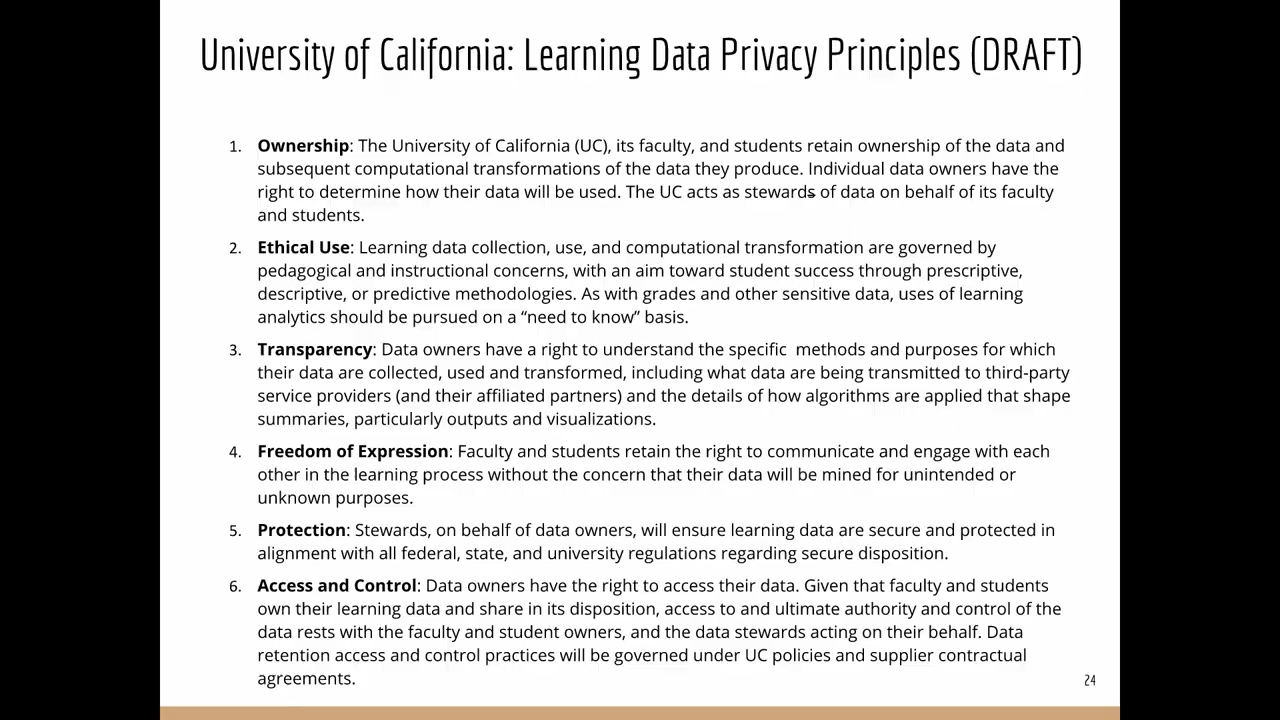 University of California: Learning Data Privacy Principles (DRAFT)
1. Ownership: The University of California (UC), its faculty, and students retain ownership of the data and
subsequent computational transformations of the data they produce. Individual data owners have the
right to determine how their data will be used. The UC acts as stewards of data on behalf of its faculty
and students.
2. Ethical Use: Learning data collection, use, and computational transformation are governed by
pedagogical and instructional concerns, with an aim toward student success through prescriptive,
descriptive, or predictive methodologies. As with grades and other sensitive data, uses of learning
analytics should be pursued on a “need to know” basis.
3. Transparency: Data owners have a right to understand the specific  methods and purposes for which
their data are collected, used and transformed, including what data are being transmitted to third-party
service providers (and their affiliated partners) and the details of how algorithms are applied that shape
summaries, particularly outputs and visualizations.
4. Freedom of Expression: Faculty and students retain the right to communicate and engage with each
other in the learning process without the concern that their data will be mined for unintended or
unknown purposes.
5. Protection: Stewards, on behalf of data owners, will ensure learning data are secure and protected in
alignment with all federal, state, and university regulations regarding secure disposition.
6. Access and Control: Data owners have the right to access their data. Given that faculty and students
own their learning data and share in its disposition, access to and ultimate authority and control of the
data rests with the faculty and student owners, and the data stewards acting on their behalf. Data
retention access and control practices will be governed under UC policies and supplier contractual
agreements.
24